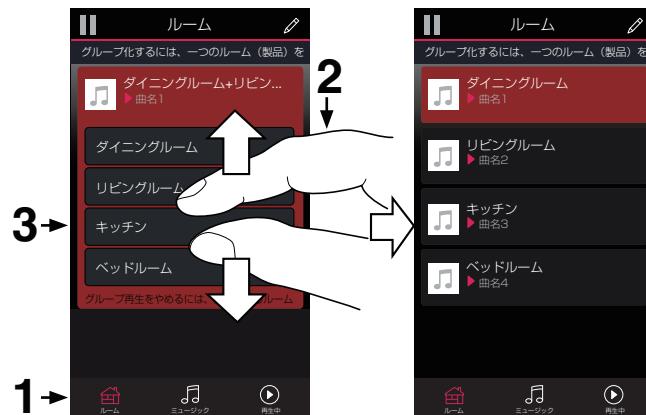 ルーム
グループ化するには、一つのルーム（製品）を
ダイニングルーム+リビン...
曲名1
2
ダイニングルーム
リビングルーム
3
キッチン
ベッドルーム
グループ再生をやめるには、
ルーム
1
ルーム
ミュージック
再生中
ルーム
グループ化するには、一つのルーム（製品）を
ダイニングルーム
曲名1
リビングルーム
曲名2
キッチン
曲名3
ベッドルーム
曲名4
ルーム
ミュージック
再生中